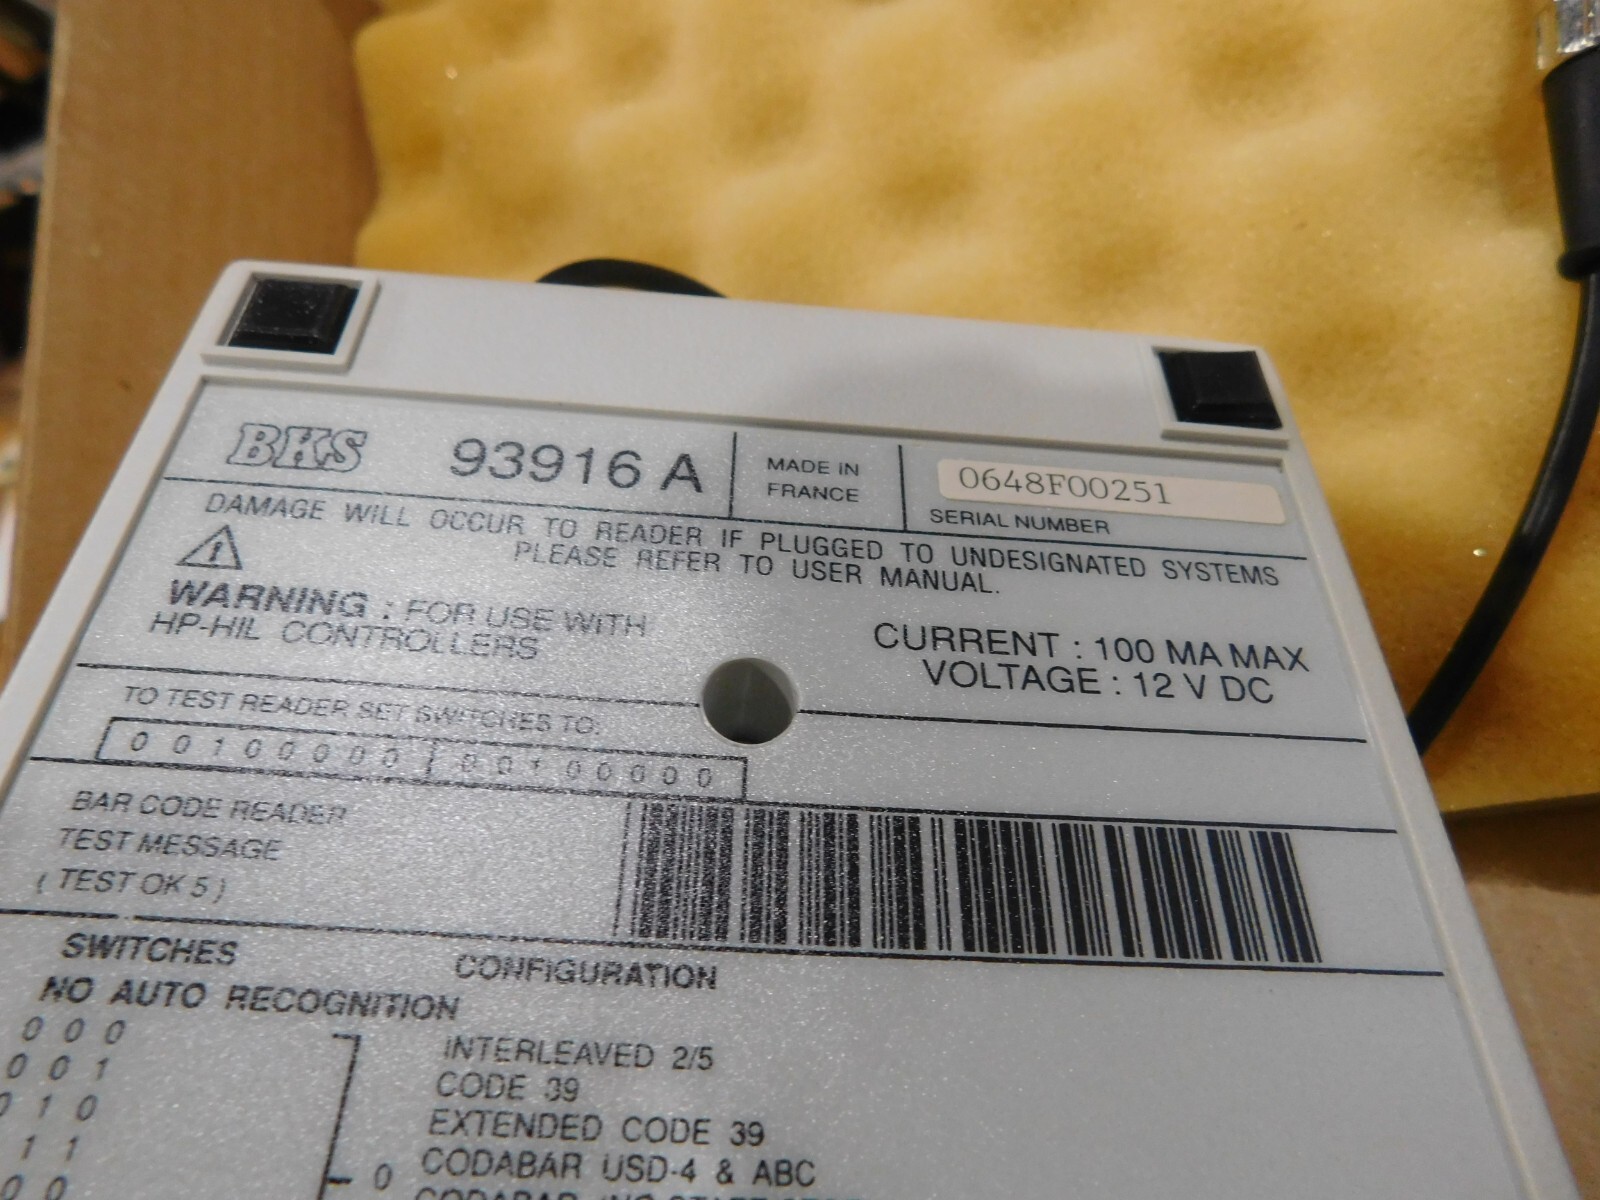 BKS 93916 A
MADE IN
FRANCE
0648F00251
SERIAL NUMBER
DAMAGE WILL OCCUR TO READER IF PLUGGED TO UNDESIGNATED SYSTEMS
PLEASE REFER TO USER MANUAL.
WARNING : FOR USE WITH
HP-HIL CONTROLLERS
CURRENT : 100 MA MAX
VOLTAGE : 12 V DC
TO TEST READER SET SWITCHES TO:
0 0 1 0 0 0 0 0 0 0 1 0 0 0 0 0
BAR CODE READER
TEST MESSAGE
( TEST OK 5 )
SWITCHES CONFIGURATION
NO AUTO RECOGNITION
0 0 0 INTERLEAVED 2/5
0 0 1 CODE 39
0 1 0 EXTENDED CODE 39
1 1 0 CODABAR USD-4 & ABC
0 0